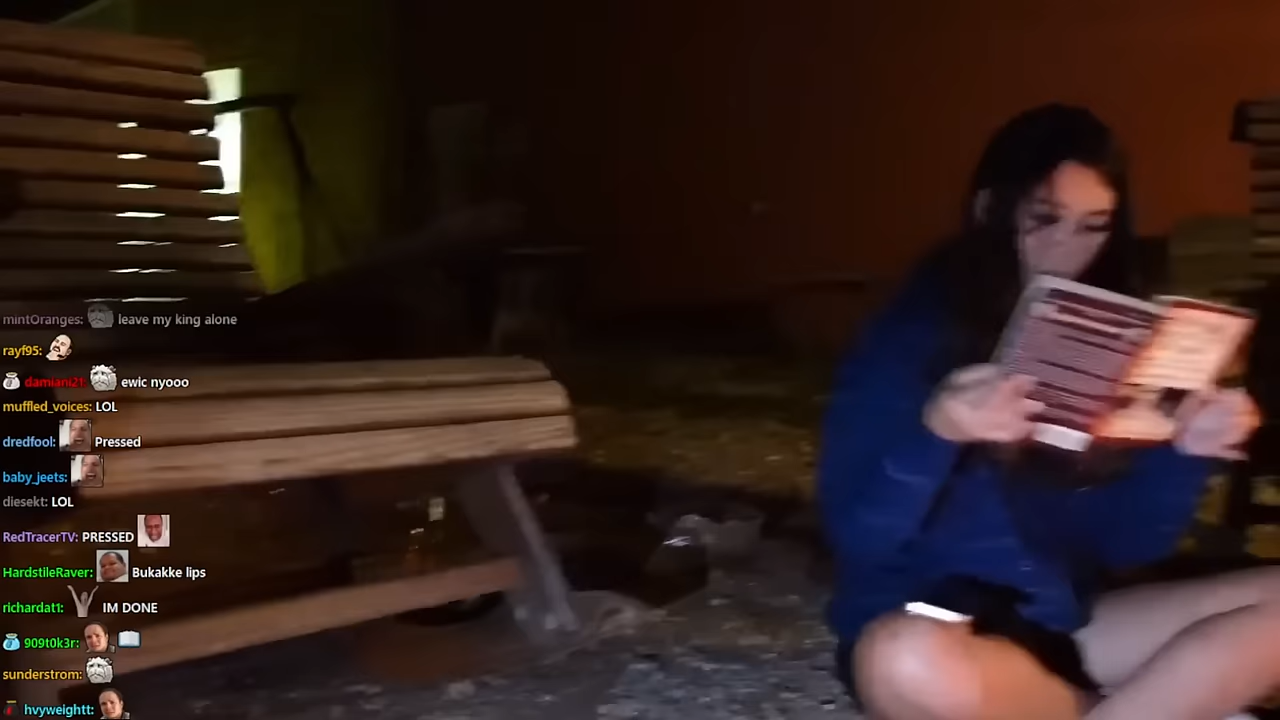 mintOranges: leave my king alone
rayf95:
damiani21: ewic nyooo
muffled_voices: LOL
dredfool: Pressed
baby_jeets:
diesekt: LOL
RedTracerTV: PRESSED
HardstileRaver: Bukakke lips
richardat1: IM DONE
909t0k3r:
sunderstrom:
hvyweightt: